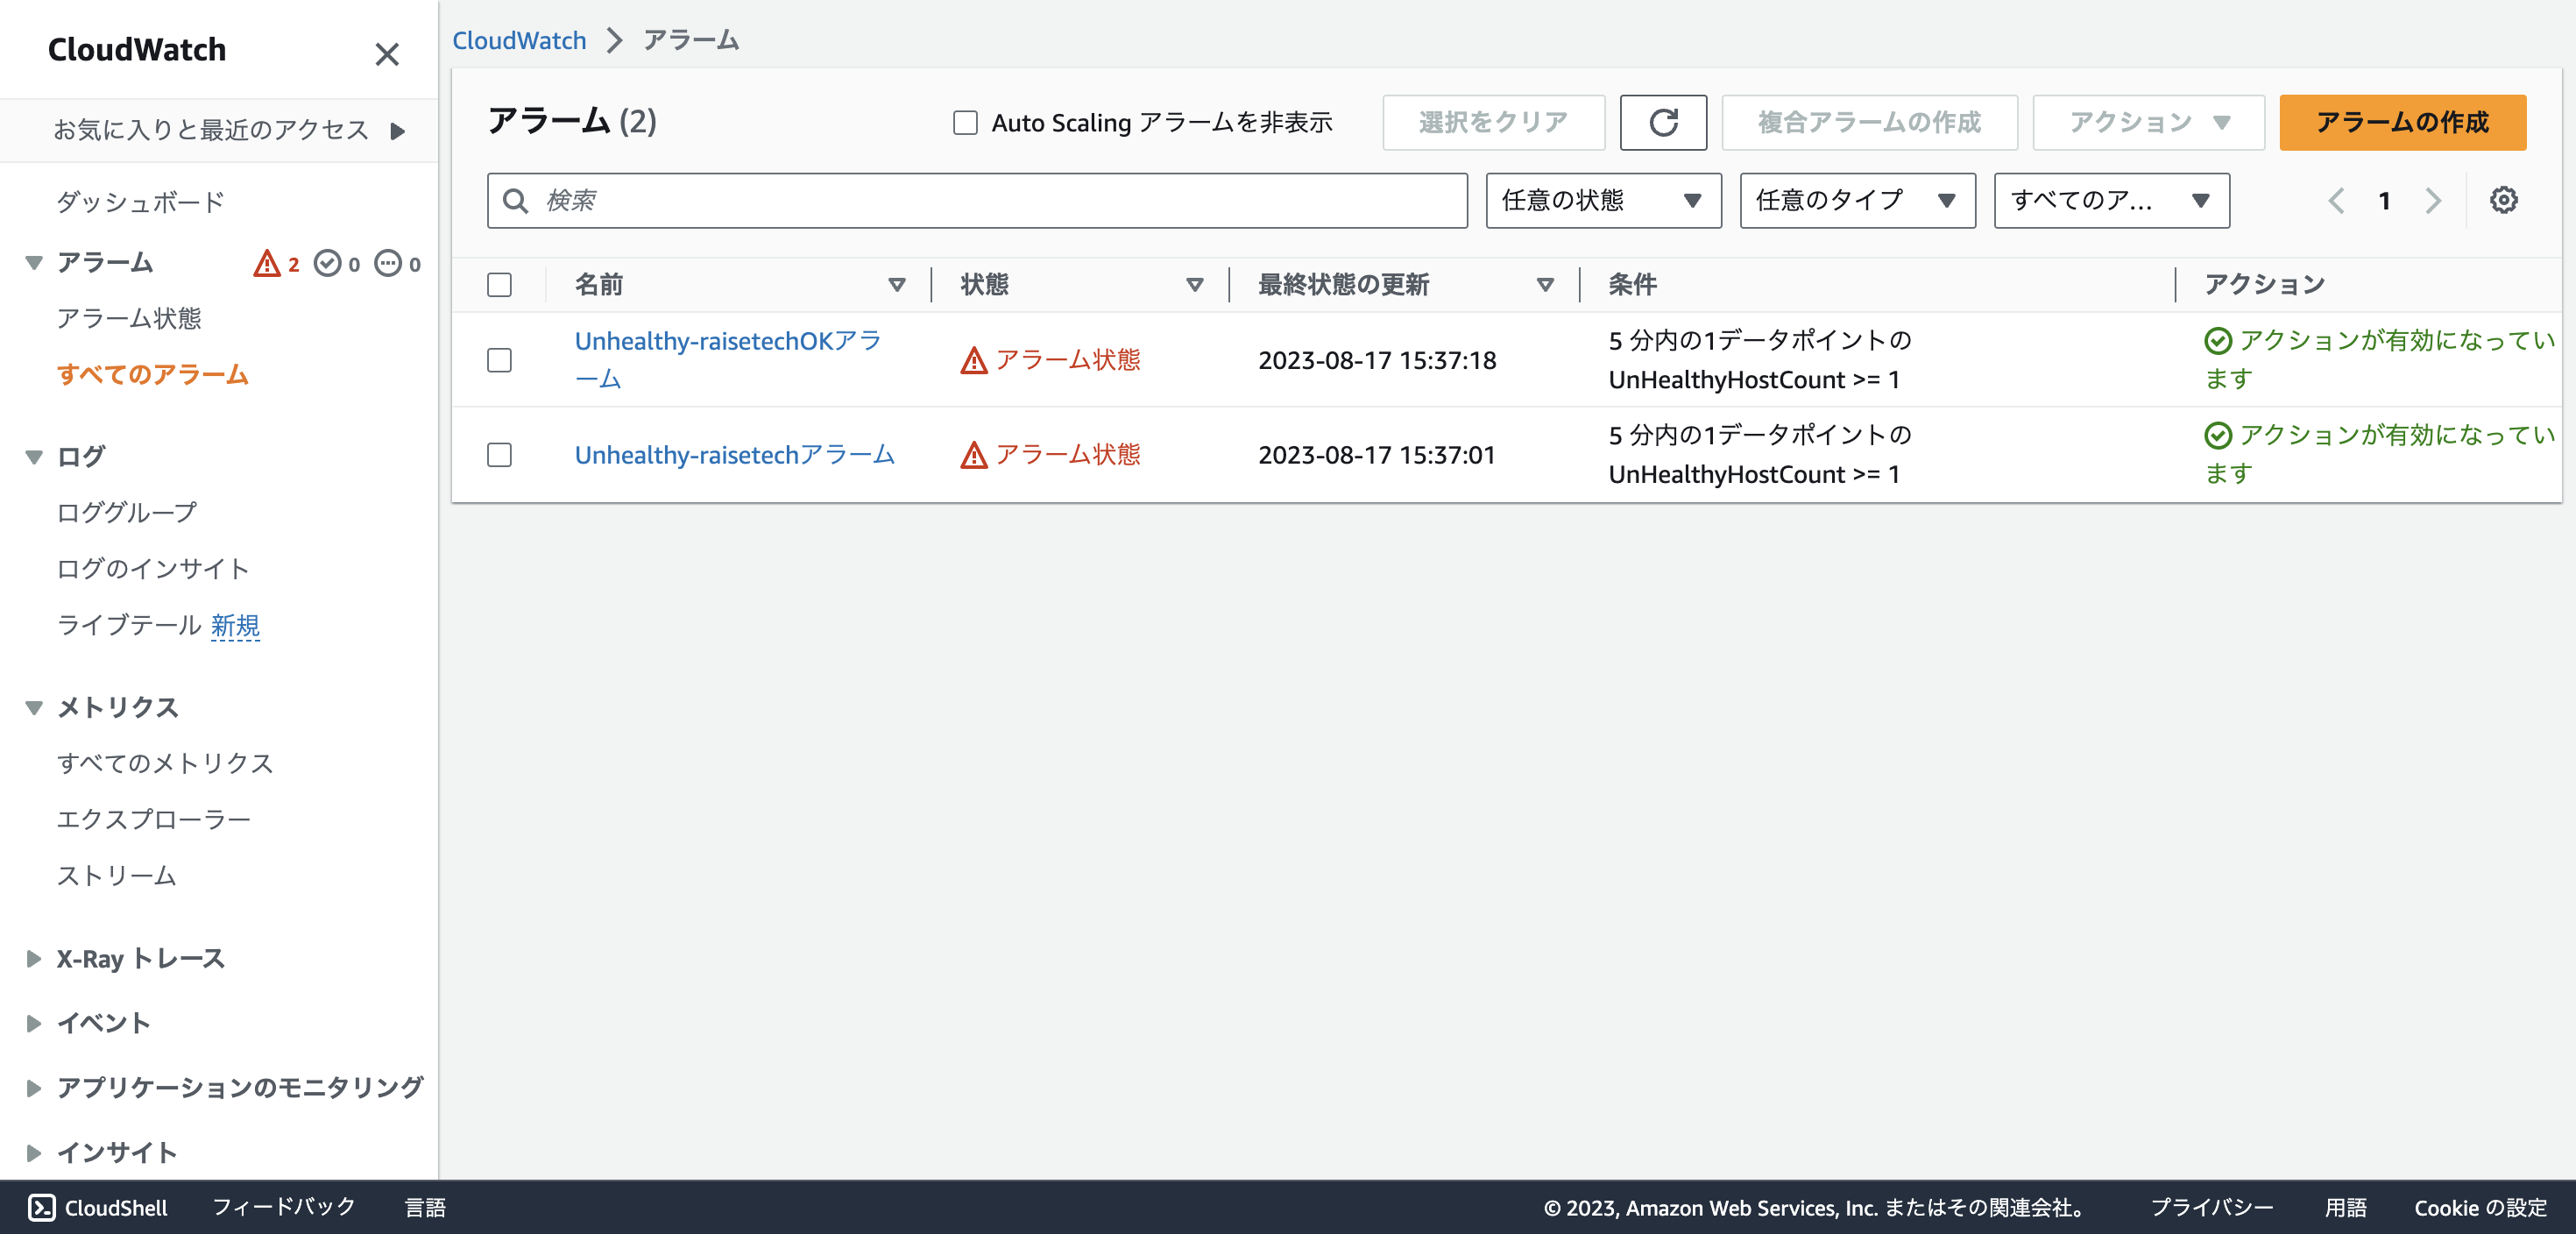 CloudWatch
お気に入りと最近のアクセス
ダッシュボード
アラーム 2 0 0
アラーム状態
すべてのアラーム
ログ
ロググループ
ログのインサイト
ライブテール 新規
メトリクス
すべてのメトリクス
エクスプローラー
ストリーム
X-Ray トレース
イベント
アプリケーションのモニタリング
インサイト
CloudWatch アラーム
アラーム (2)
Auto Scaling アラームを非表示
選択をクリア
複合アラームの作成
アクション
アラームの作成
検索
任意の状態
任意のタイプ
すべてのア...
1
名前 状態 最終状態の更新 条件 アクション
Unhealthy-raisetechOKアラ
ーム
アラーム状態
2023-08-17 15:37:18
5 分内の1データポイントの
UnHealthyHostCount >= 1
アクションが有効になってい
ます
Unhealthy-raisetechアラーム
アラーム状態
2023-08-17 15:37:01
5 分内の1データポイントの
UnHealthyHostCount >= 1
アクションが有効になってい
ます
CloudShell フィードバック 言語 © 2023, Amazon Web Services, Inc. またはその関連会社。 プライバシー 用語 Cookie の設定